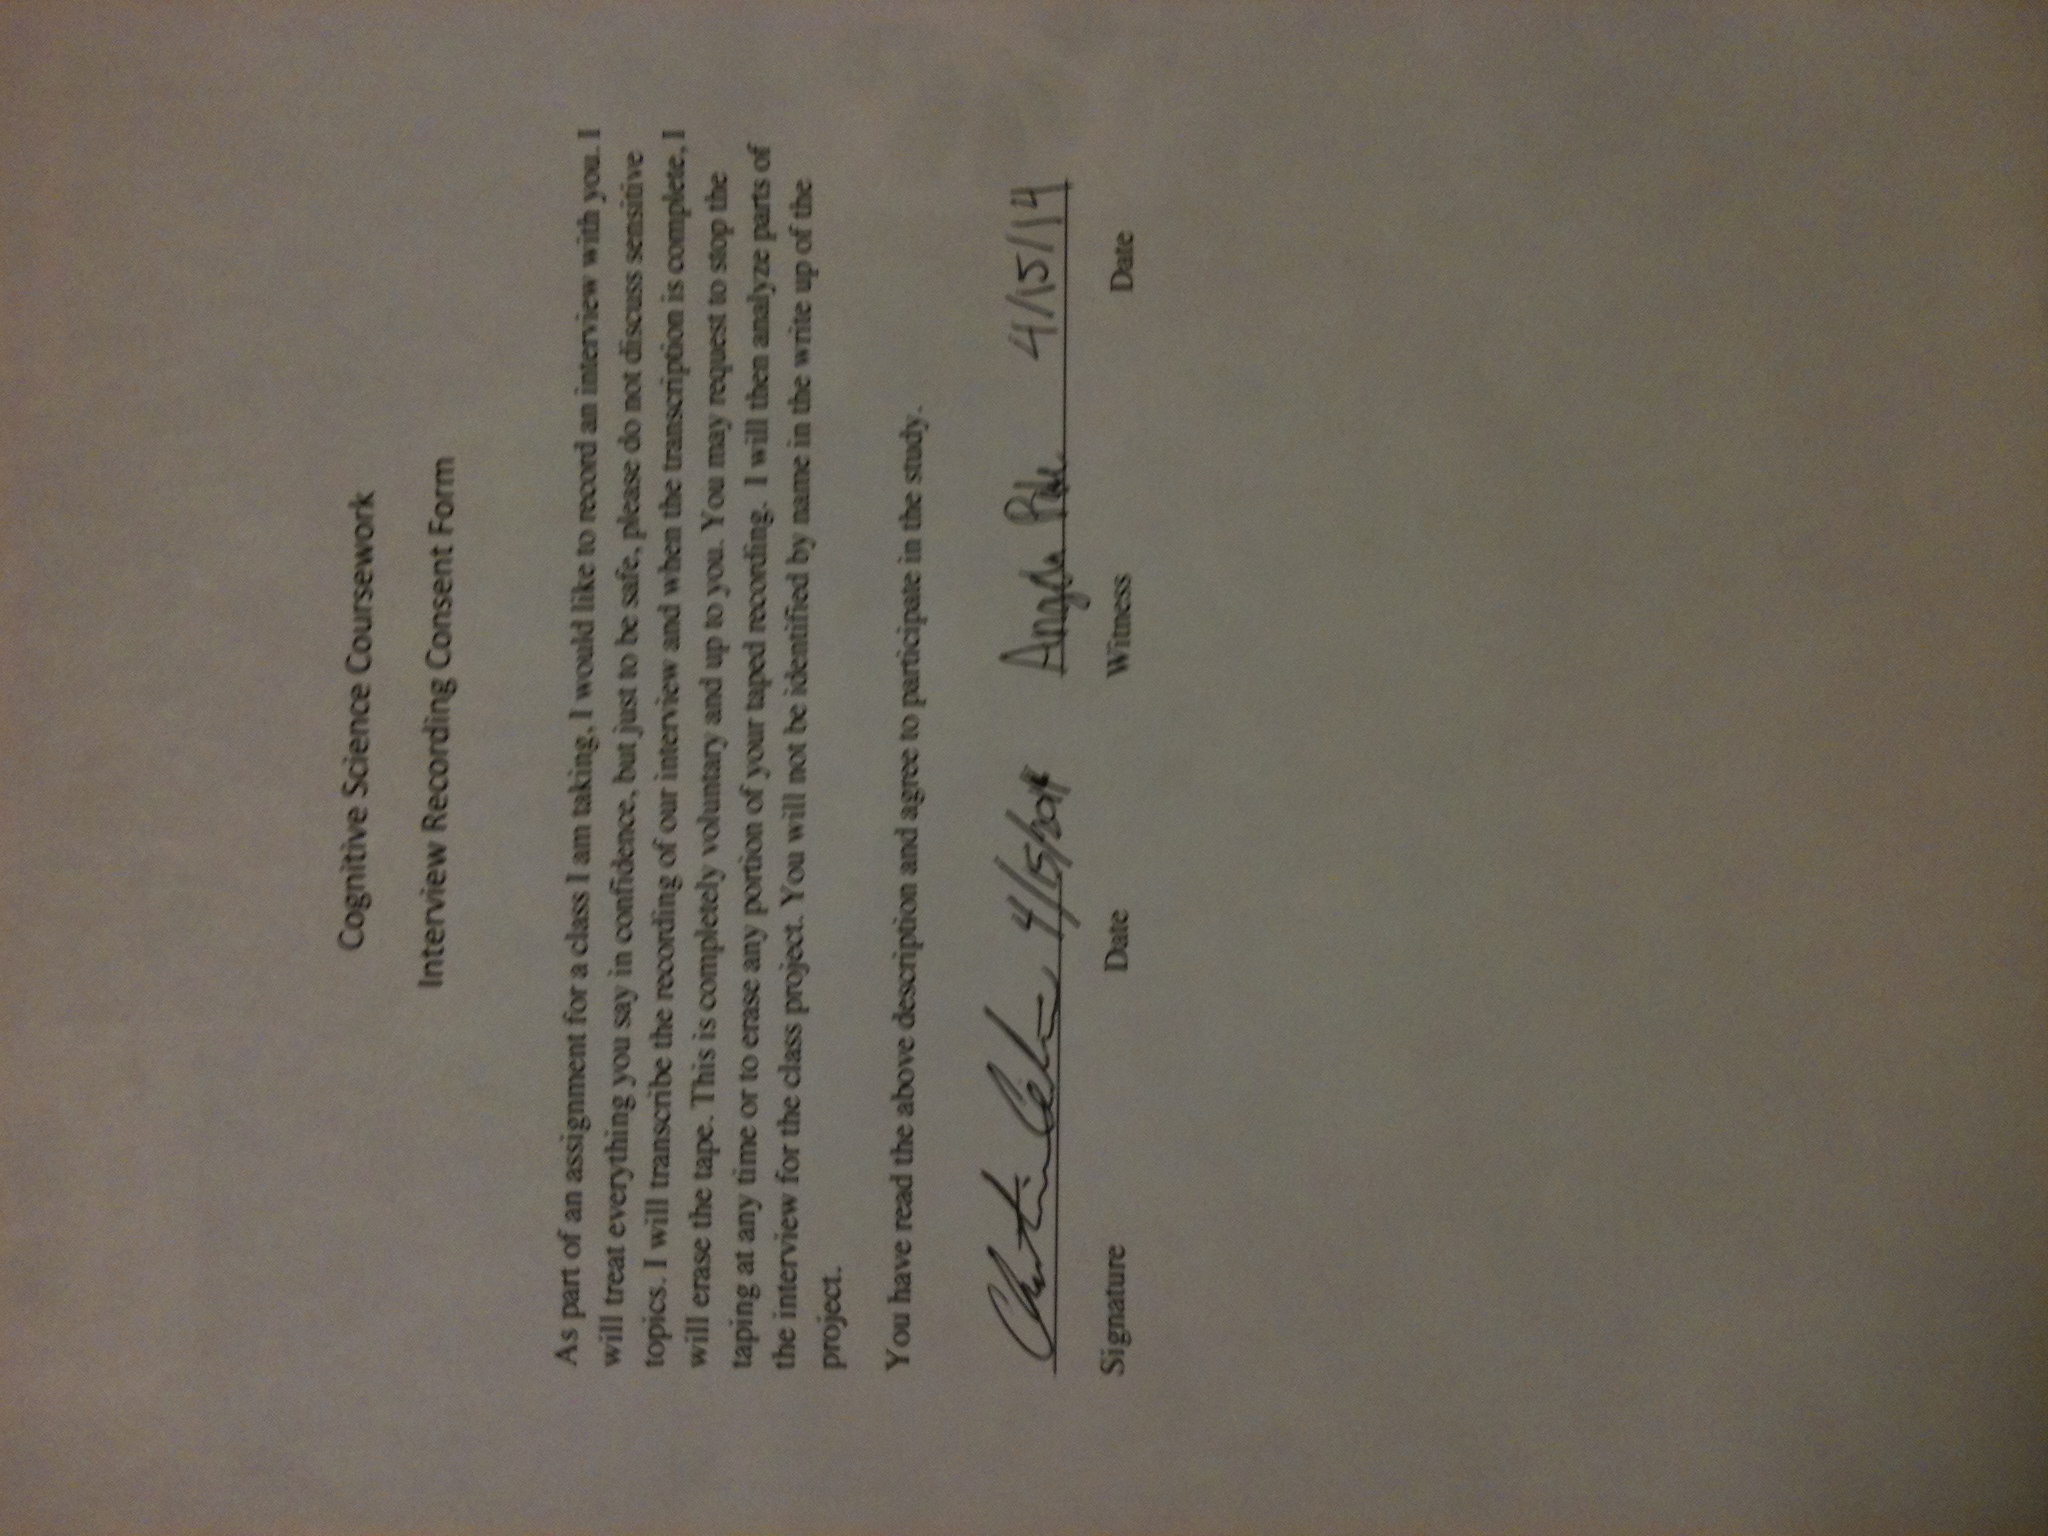 Cognitive Science Coursework
Interview Recording Consent Form
As part of an assignment for a class I am taking, I would like to record an interview with you. I
will treat everything you say in confidence, but just to be safe, please do not discuss sensitive
topics. I will transcribe the recording of our interview and when the transcription is complete, I
will erase the tape. This is completely voluntary and up to you. You may request to stop the
taping at any time or to erase any portion of your taped recording.  I will then analyze parts of
the interview for the class project. You will not be identified by name in the write up of the
project.
You have read the above description and agree to participate in the study.
4/15/2014 Angela 4/15/14
Signature Date Witness Date